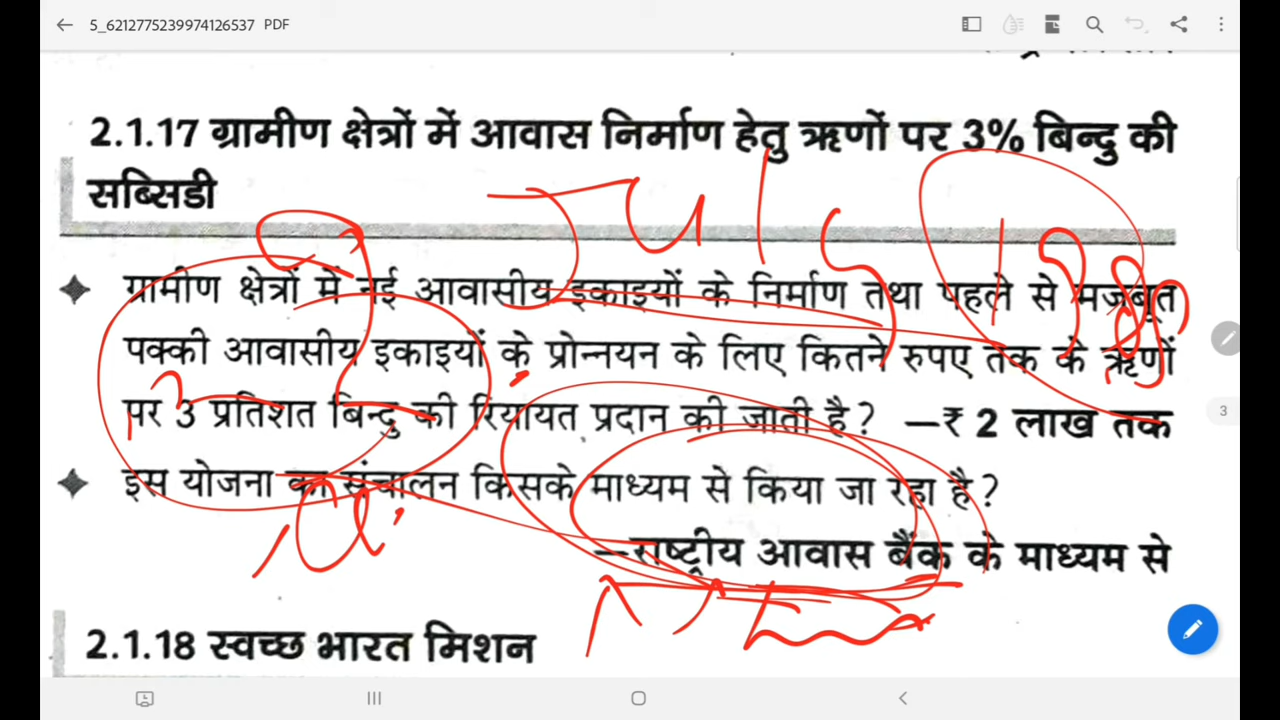 5_6212775239974126537 PDF
2.1.17 ग्रामीण क्षेत्रों में आवास निर्माण हेतु ऋणों पर 3% बिन्दु की
सब्सिडी
ग्रामीण क्षेत्रों में नई आवासीय इकाइयों के निर्माण तथा पहले से मजबूत
पक्की आवासीय इकाइयों के प्रोन्नयन के लिए कितने रुपए तक के ऋणों
पर 3 प्रतिशत बिन्दु की रियायत प्रदान की जाती है? —₹ 2 लाख तक
3
इस योजना का संचालन किसके माध्यम से किया जा रहा है?
—राष्ट्रीय आवास बैंक के माध्यम से
2.1.18 स्वच्छ भारत मिशन